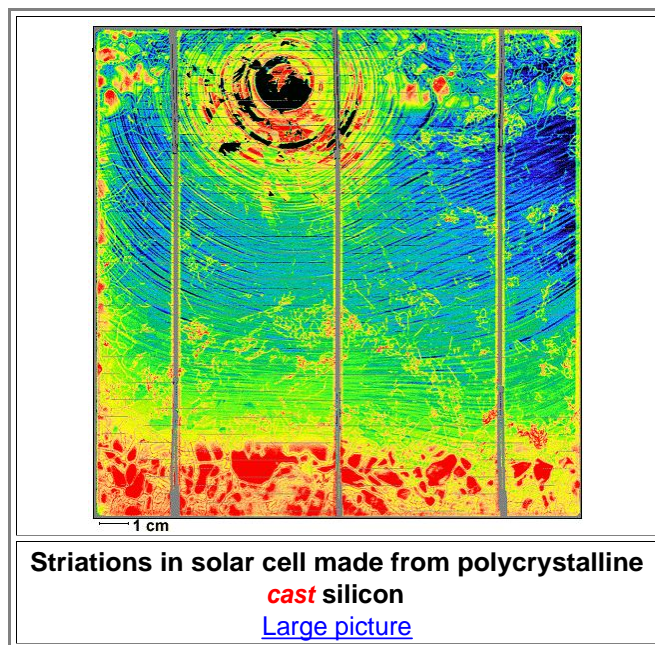 1 cm
Striations in solar cell made from polycrystalline
cast silicon
Large picture